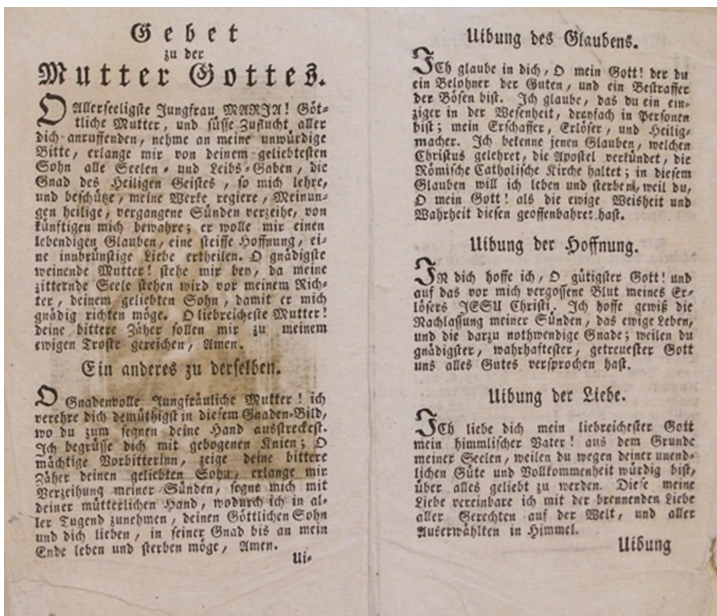 Gebet
zu der
Mutter Gottes.
O Allerseeligste Jungfrau MARJA! Göt-
tliche Mutter, und süsse Zuflucht aller
dich anruffenden, nehme an meine unwürdige
Bitte, erlange mir von deinem geliebtesten
Sohn alle Seelen- und Leibs-Gaben, die
Gnad des Heiligen Geistes, so mich lehre,
und beschütze, meine Werke regiere, Meinun-
gen heilige, vergangene Sünden verzeihe, von
künftigen mich bewahre; er wolle mir einen
lebendigen Glauben, eine steiffe Hoffnung, ei-
ne innbrünstige Liebe ertheilen. O gnädigste
weinende Mutter! stehe mir bey, da meine
zitternde Seele stehen wird vor meinem Rich-
ter, deinem geliebten Sohn, damit er mich
gnädig richten möge. O liebreicheste Mutter!
deine bittere Zäher sollen mir zu meinem
ewigen Troste gereichen, Amen.
Ein anderes zu derselben.
O Gnadenvolle Jungfräuliche Mutter! ich
verehre dich demüthigst in diesem Gnaden-Bild,
wo du zum segnen deine Hand ausstreckest.
Ich begrüsse dich mit gebogenen Knien; O
mächtige Vorbitterinn, zeige deine bittere
Zäher deinen geliebten Sohn, erlange mir
Verzeihung meiner Sünden, segne mich mit
deiner mütterlichen Hand, wodurch ich in al-
ler Tugend zunehmen, deinen Göttlichen Sohn
und dich lieben, in seiner Gnad bis an mein
Ende leben und sterben möge, Amen.
Ui-
Uibung des Glaubens.
Ich glaube in dich, O mein Gott! der du
ein Belohner der Guten, und ein Bestraffer
der Bösen bist. Ich glaube, das du ein ein-
ziger in der Wesenheit, dreyfach in Personen
bist; mein Erschaffer, Erlöser, und Heilig-
macher. Ich bekenne jenen Glauben, welchen
Christus gelehret, die Apostel verkündet, die
Römische Catholische Kirche haltet; in diesem
Glauben will ich leben und sterben, weil du,
O mein Gott! als die ewige Weisheit und
Wahrheit diesen geoffenbahret hast.
Uibung der Hoffnung.
In dich hoffe ich, O gütigster Gott! und
auf das vor mich vergossene Blut meines Er-
lösers JESU Christi. Ich hoffe gewiß die
Nachlassung meiner Sünden, das ewige Leben,
und die darzu nothwendige Gnade; weilen du
gnädigster, wahrhaftester, getreuester Gott
uns alles Gutes versprochen hast.
Uibung der Liebe.
Ich liebe dich mein liebreichester Gott
mein himmlischer Vater! aus dem Grunde
meiner Seelen, weilen du wegen deiner unend-
lichen Güte und Vollkommenheit würdig bist,
über alles geliebt zu werden. Diese meine
Liebe vereinbare ich mit der brennenden Liebe
aller Gerechten auf der Welt, und aller
Auserwählten in Himmel.
Uibung